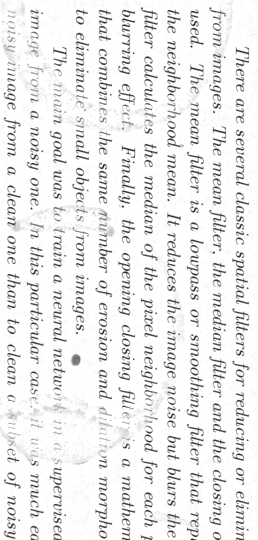 There are several classic spatial filters for reducing or elimin
from images. The mean filter, the median filter and the closing o
used. The mean filter is a lowpass or smoothing filter that rep
the neighborhood mean. It reduces the image noise but blurs the
filter calculates the median of the pixel neighborhood for each p
blurring effect. Finally, the opening closing filter is a mathem
that combines the same number of erosion and dilation morpho
to eliminate small objects from images.
The main goal was to train a neural network in a supervised
image from a noisy one. In this particular case, it was much ea
noisy image from a clean one than to clean a subset of noisy